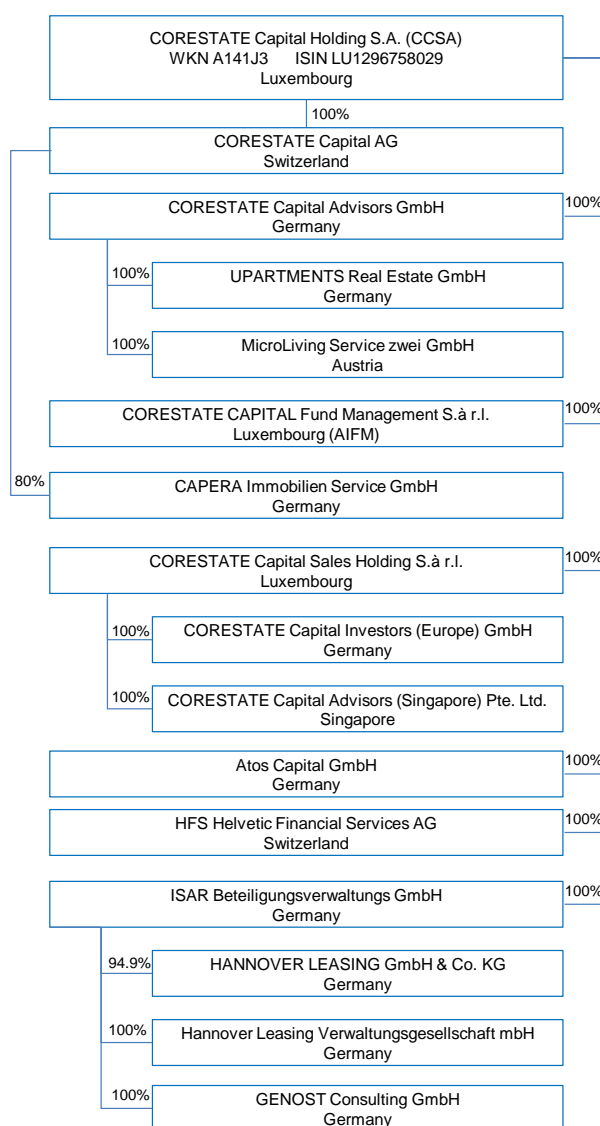 CORESTATE Capital Holding S.A. (CCSA)
WKN A141J3 ISIN LU1296758029
Luxembourg
100%
CORESTATE Capital AG
Switzerland
CORESTATE Capital Advisors GmbH
Germany
100%
100%
UPARTMENTS Real Estate GmbH
Germany
100%
MicroLiving Service zwei GmbH
Austria
CORESTATE CAPITAL Fund Management S.à r.l.
Luxembourg (AIFM)
100%
80%
CAPERA Immobilien Service GmbH
Germany
CORESTATE Capital Sales Holding S.à r.l.
Luxembourg
100%
100%
CORESTATE Capital Investors (Europe) GmbH
Germany
100%
CORESTATE Capital Advisors (Singapore) Pte. Ltd.
Singapore
Atos Capital GmbH
Germany
100%
HFS Helvetic Financial Services AG
Switzerland
100%
ISAR Beteiligungsverwaltungs GmbH
Germany
100%
94.9%
HANNOVER LEASING GmbH & Co. KG
Germany
100%
Hannover Leasing Verwaltungsgesellschaft mbH
Germany
100%
GENOST Consulting GmbH
Germany